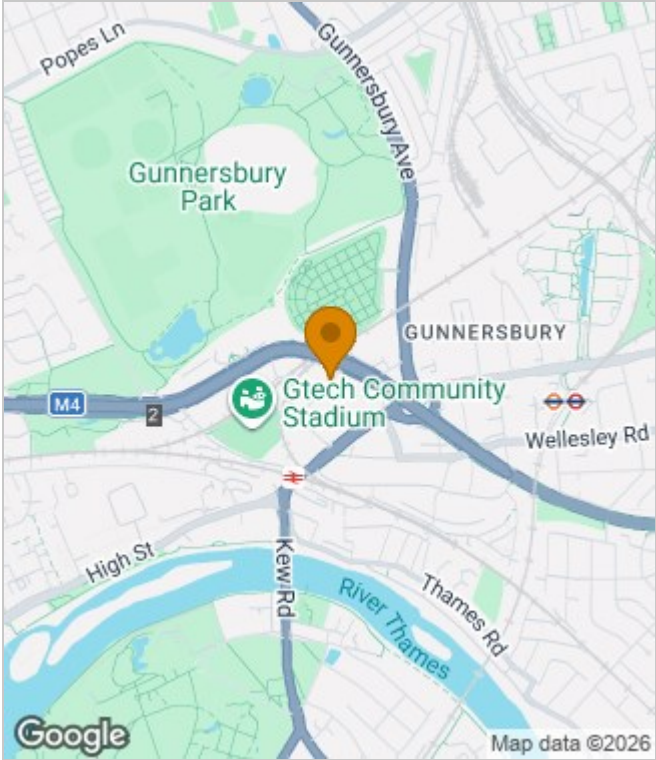 Popes Ln
Gunnersbury Ave
Gunnersbury
Park
GUNNERSBURY
M4
2
Gtech Community
Stadium
Wellesley Rd
High St
Kew Rd
Thames Rd
River Thames
Google
Map data ©2026